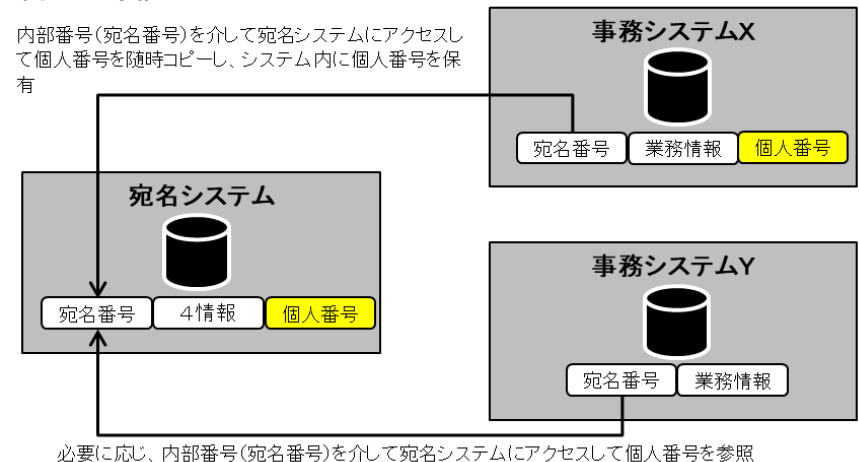 内部番号(宛名番号)を介して宛名システムにアクセスし
て個人番号を随時コピーし、システム内に個人番号を保
有
事務システムX
宛名番号 業務情報 個人番号
宛名システム
宛名番号 4情報 個人番号
事務システムY
宛名番号 業務情報
必要に応じ、内部番号(宛名番号)を介して宛名システムにアクセスして個人番号を参照